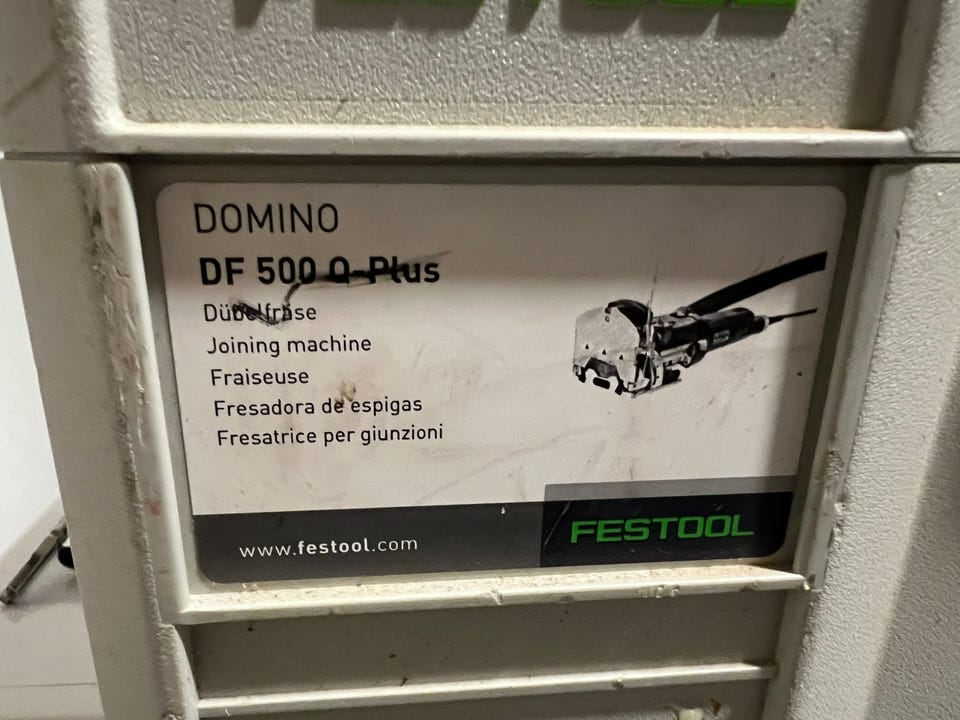 DOMINO
DF 500 Q-Plus
Dübelfräse
Joining machine
Fraiseuse
Fresadora de espigas
Fresatrice per giunzioni
www.festool.com
FESTOOL